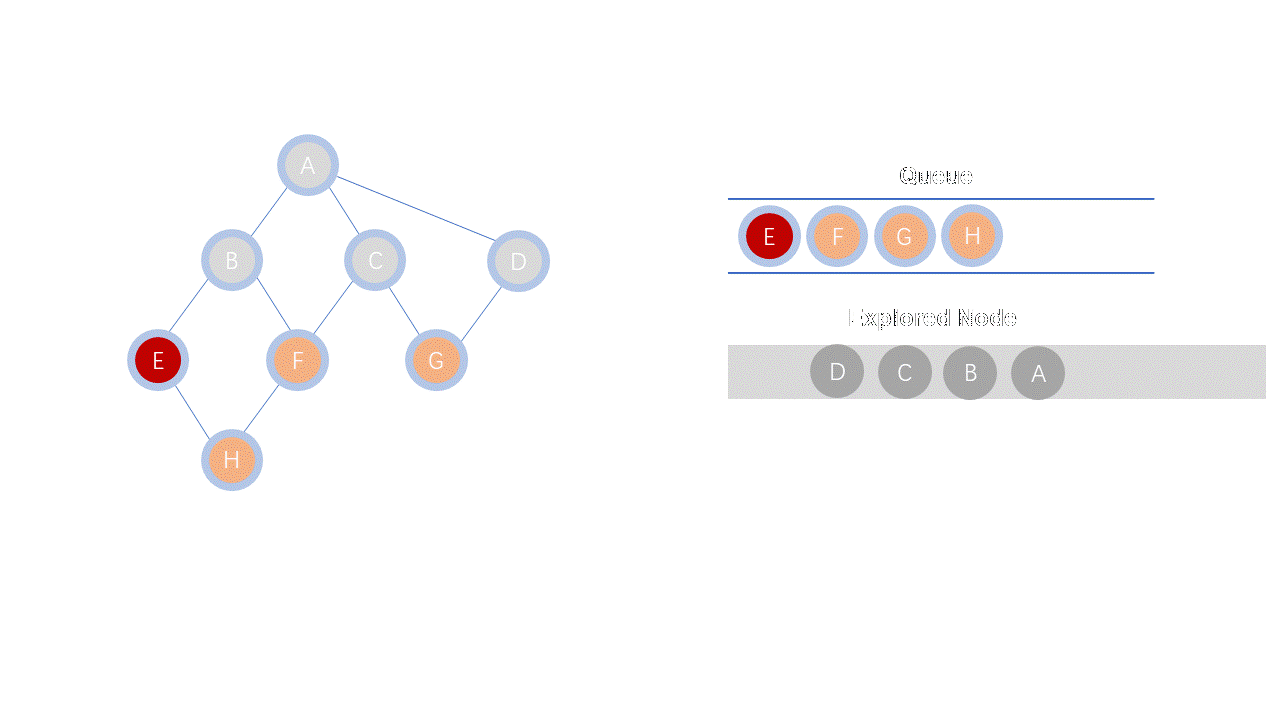 A
B C D
E F G
H
Queue
E F G H
Explored Node
D C B A